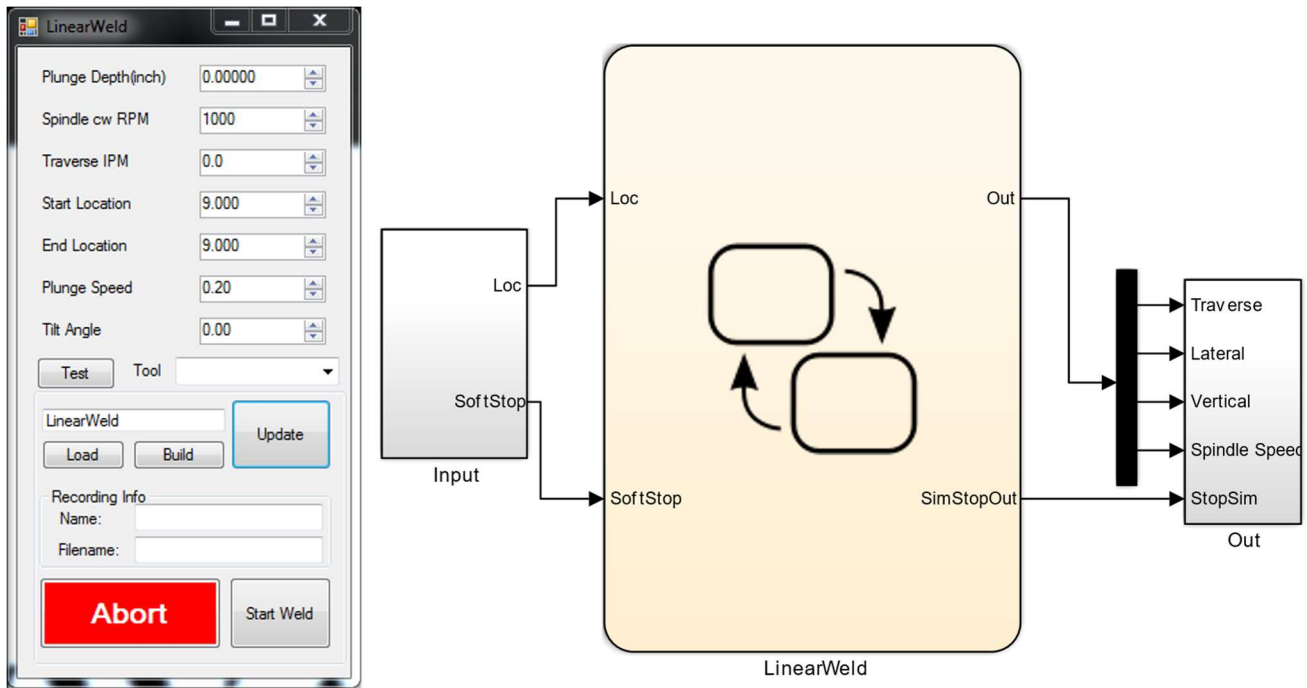 LinearWeld
Plunge Depth(inch) 0.00000
Spindle cw RPM 1000
Traverse IPM 0.0
Start Location 9.000
End Location 9.000
Plunge Speed 0.20
Tilt Angle 0.00
Test Tool
LinearWeld
Update
Load Build
Recording Info
Name:
Filename:
Abort Start Weld
Loc
SoftStop
Input
Loc
SoftStop
Out
SimStopOut
LinearWeld
Traverse
Lateral
Vertical
Spindle Speed
StopSim
Out